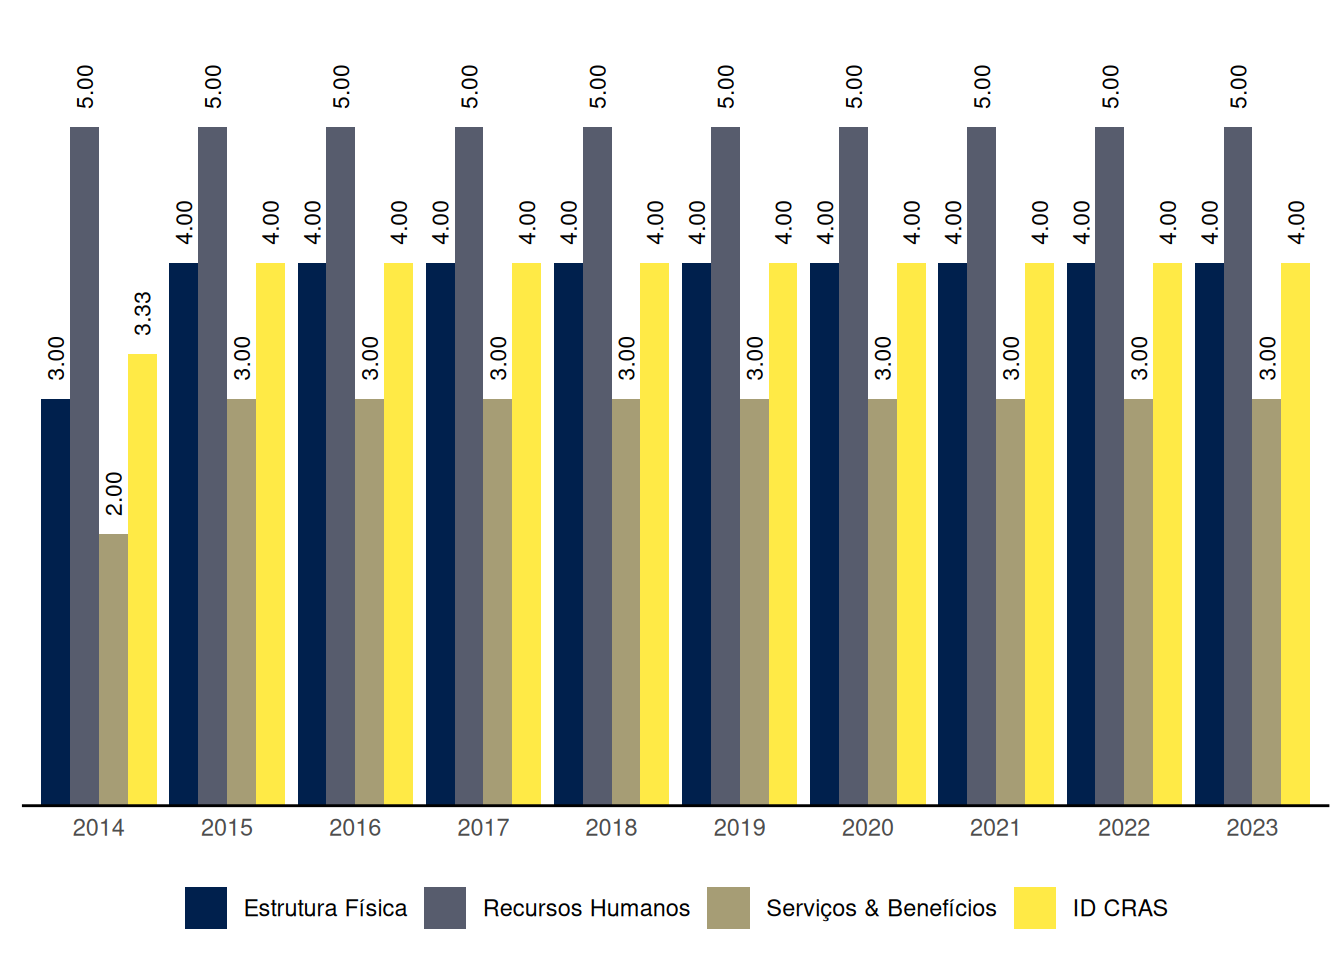 5.00 5.00 5.00 5.00 5.00 5.00 5.00 5.00 5.00 5.00
4.00 4.00 4.00 4.00 4.00 4.00 4.00 4.00 4.00 4.00 4.00 4.00 4.00 4.00 4.00 4.00 4.00 4.00
3.33
3.00 3.00 3.00 3.00 3.00 3.00 3.00 3.00 3.00 3.00
2.00
2014 2015 2016 2017 2018 2019 2020 2021 2022 2023
Estrutura Física Recursos Humanos Serviços & Benefícios ID CRAS